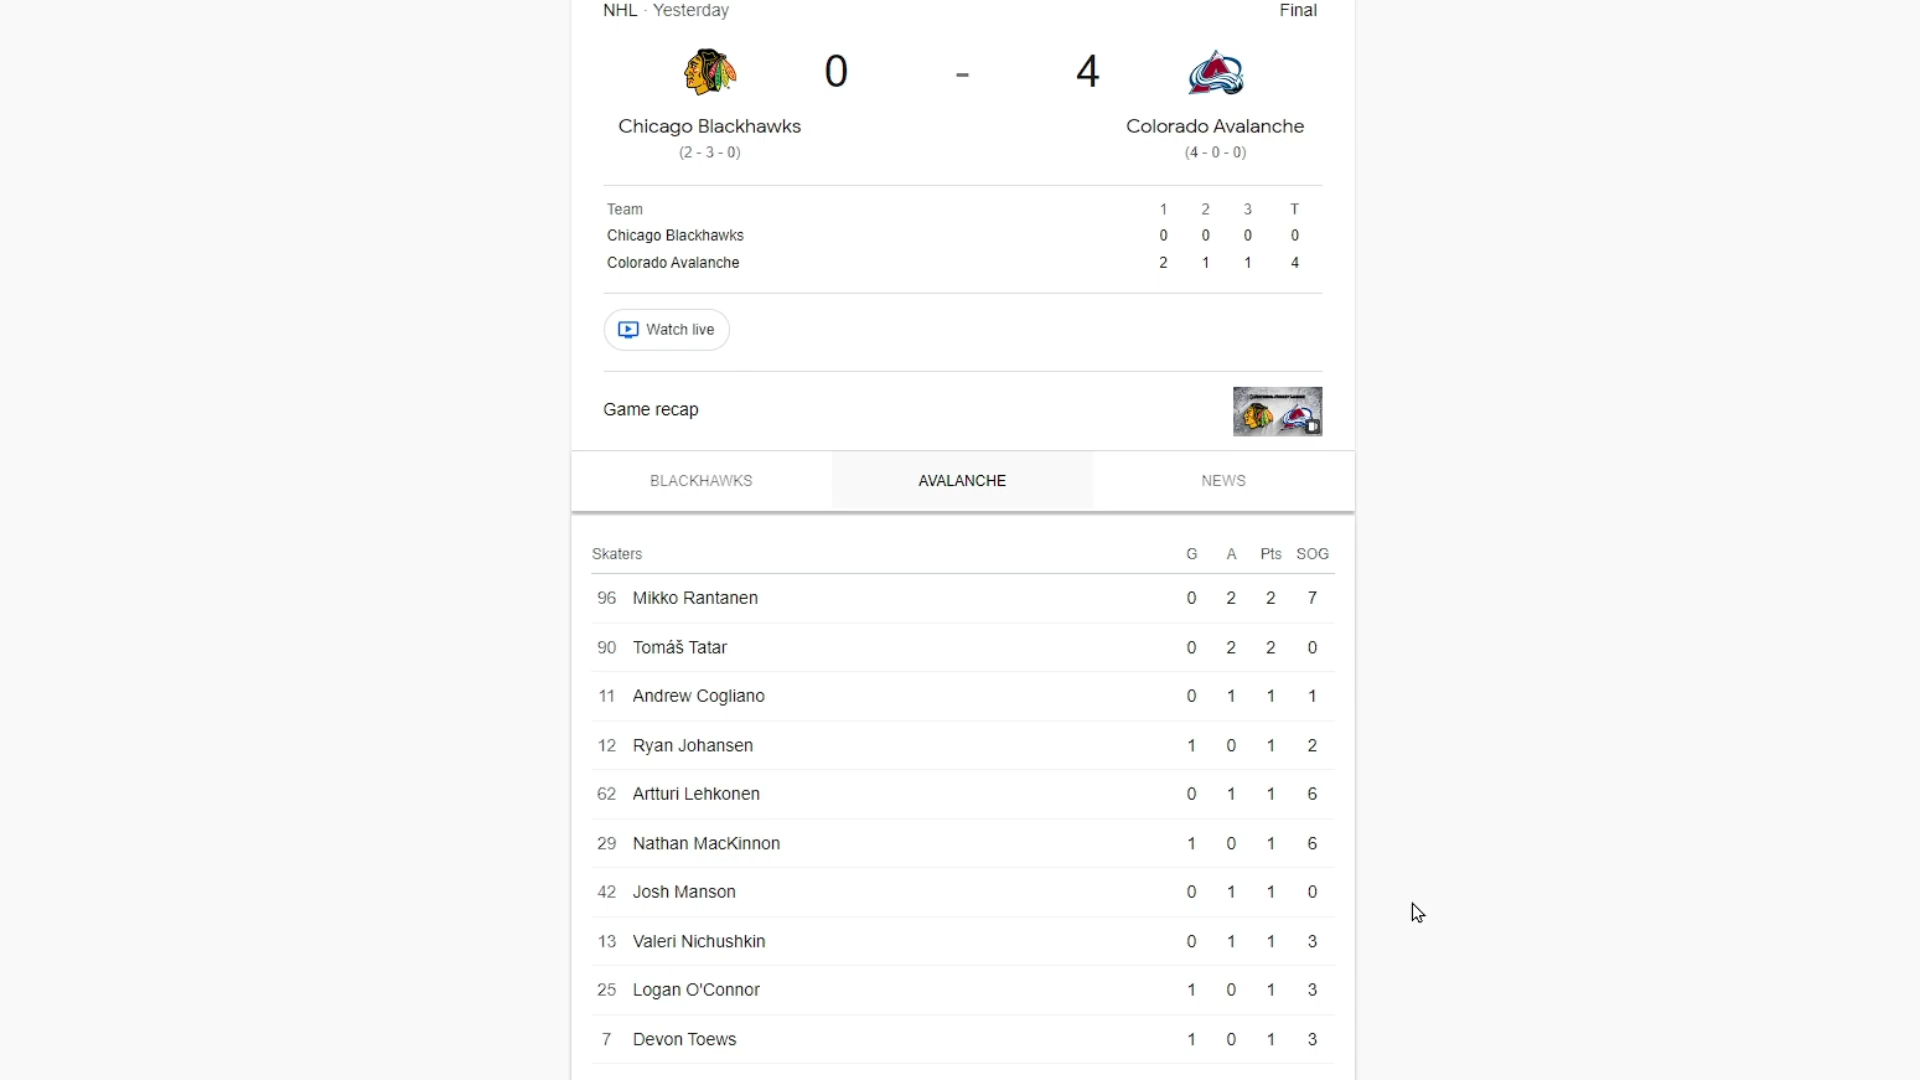 NHL · Yesterday Final
0 - 4
Chicago Blackhawks Colorado Avalanche
(2 - 3 - 0) (4 - 0 - 0)
Team 1 2 3 T
Chicago Blackhawks 0 0 0 0
Colorado Avalanche 2 1 1 4
Watch live
Game recap
BLACKHAWKS AVALANCHE NEWS
Skaters G A Pts SOG
96 Mikko Rantanen 0 2 2 7
90 Tomáš Tatar 0 2 2 0
11 Andrew Cogliano 0 1 1 1
12 Ryan Johansen 1 0 1 2
62 Artturi Lehkonen 0 1 1 6
29 Nathan MacKinnon 1 0 1 6
42 Josh Manson 0 1 1 0
13 Valeri Nichushkin 0 1 1 3
25 Logan O'Connor 1 0 1 3
7 Devon Toews 1 0 1 3